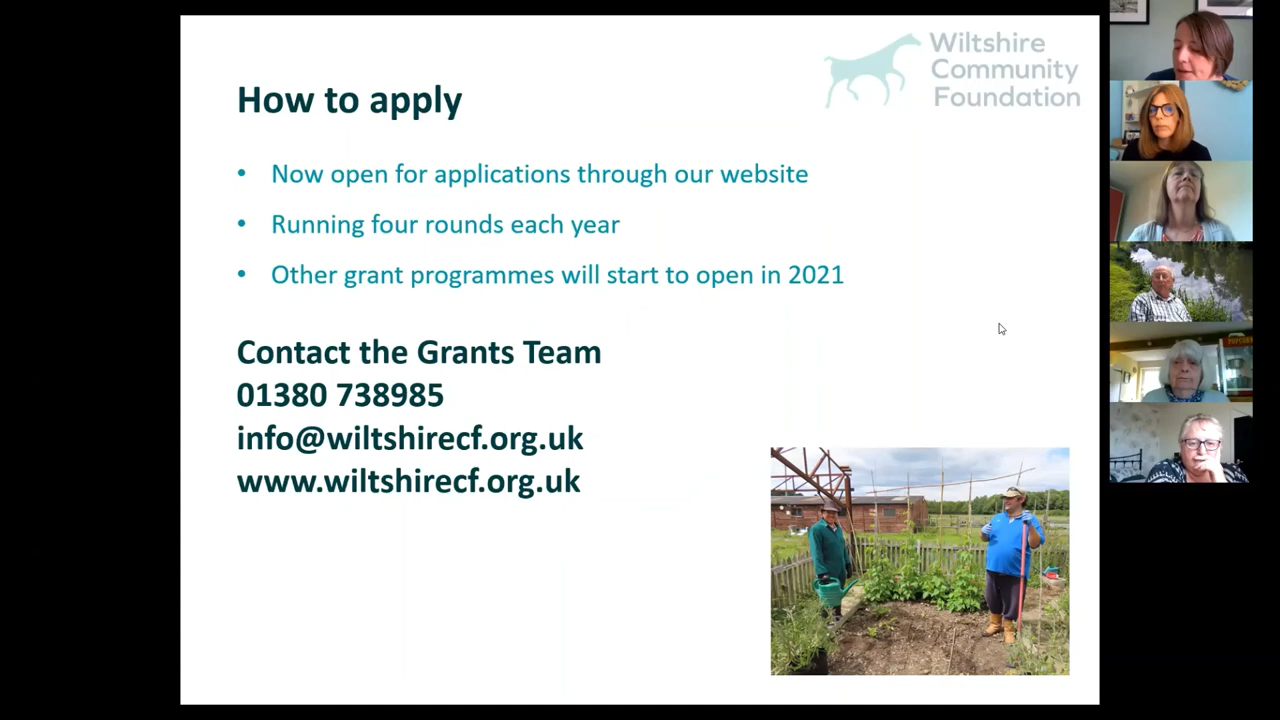 Wiltshire
Community
Foundation
How to apply
• Now open for applications through our website
• Running four rounds each year
• Other grant programmes will start to open in 2021
Contact the Grants Team
01380 738985
info@wiltshirecf.org.uk
www.wiltshirecf.org.uk
POPCORN